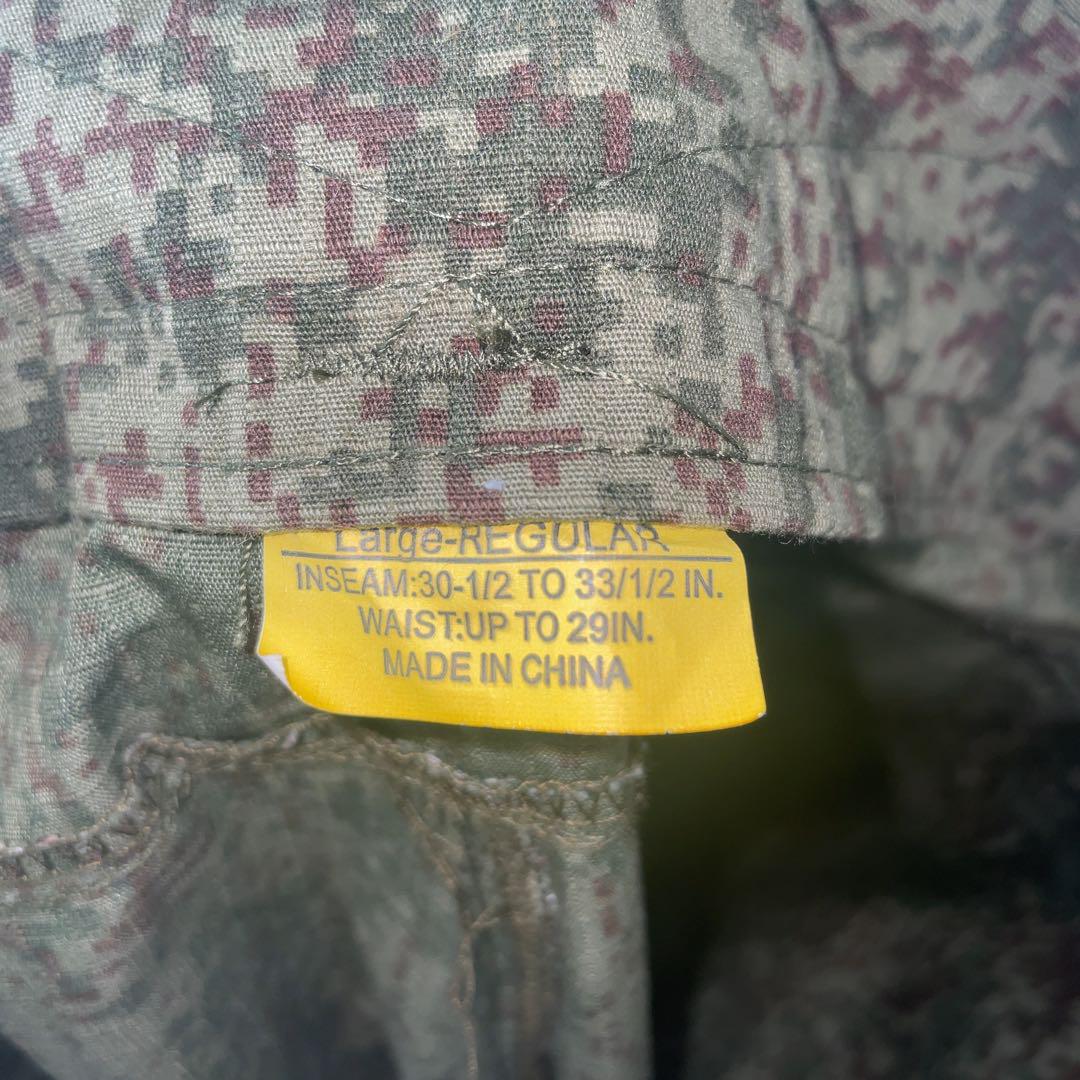 Large-REGULAR
INSEAM:30-1/2 TO 33/1/2 IN.
WAIST:UP TO 29IN.
MADE IN CHINA